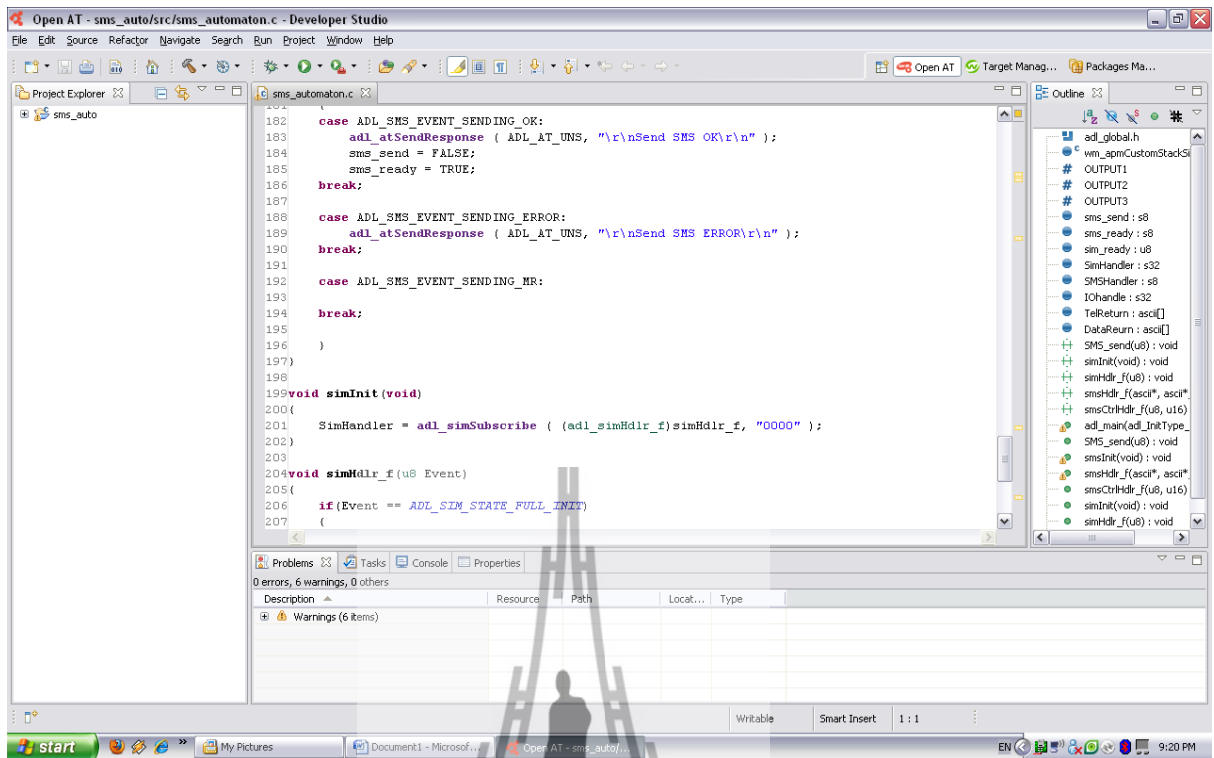 Open AT - sms_auto/src/sms_automaton.c - Developer Studio
File Edit Source Refactor Navigate Search Run Project Window Help
Open AT Target Manag... Packages Ma...
Project Explorer
sms_auto
sms_automaton.c
181 {
182 case ADL_SMS_EVENT_SENDING_OK:
183 adl_atSendResponse ( ADL_AT_UNS, "\r\nSend SMS OK\r\n" );
184 sms_send = FALSE;
185 sms_ready = TRUE;
186 break;
187
188 case ADL_SMS_EVENT_SENDING_ERROR:
189 adl_atSendResponse ( ADL_AT_UNS, "\r\nSend SMS ERROR\r\n" );
190 break;
191
192 case ADL_SMS_EVENT_SENDING_MR:
193
194 break;
195
196 }
197 }
198
199 void simInit(void)
200 {
201 SimHandler = adl_simSubscribe ( (adl_simHdlr_f)simHdlr_f, "0000" );
202 }
203
204 void simHdlr_f(u8 Event)
205 {
206 if(Event == ADL_SIM_STATE_FULL_INIT)
207 {
Outline
adl_global.h
wm_apmCustomStackSi
OUTPUT1
OUTPUT2
OUTPUT3
sms_send : s8
sms_ready : s8
sim_ready : u8
SimHandler : s32
SMSHandler : s8
IOhandle : s32
TelReturn : ascii[]
DataReurn : ascii[]
SMS_send(u8) : void
simInit(void) : void
simHdlr_f(u8) : void
smsHdlr_f(ascii*, ascii*,
smsCtrlHdlr_f(u8, u16)
adl_main(adl_InitType_
SMS_send(u8) : void
smsInit(void) : void
smsHdlr_f(ascii*, ascii*
smsCtrlHdlr_f(u8, u16)
simInit(void) : void
simHdlr_f(u8) : void
Problems Tasks Console Properties
0 errors, 6 warnings, 0 others
Description Resource Path Locat... Type
Warnings (6 items)
Writable Smart Insert 1 : 1
start My Pictures Document1 - Microsof... Open AT - sms_auto/... EN 9:20 PM